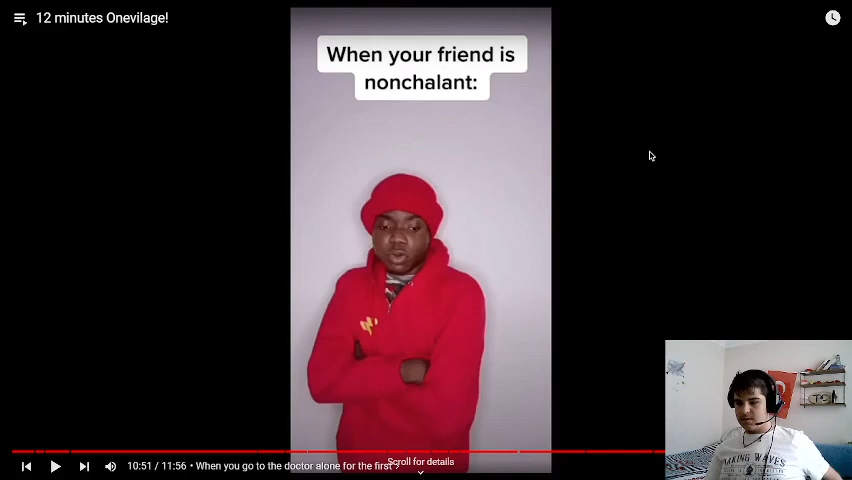 12 minutes Onevilage!
When your friend is
nonchalant:
10:51 / 11:56 • When you go to the doctor alone for the first
Scroll for details
MAKING WAVES